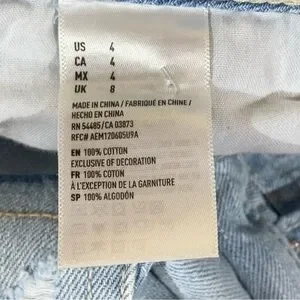 US 4
CA 4
MX 4
UK 8
MADE IN CHINA / FABRIQUÉ EN CHINE /
HECHO EN CHINA
RN 54485/CA 03873
RFC# AEM120605U9A
EN 100% COTTON
EXCLUSIVE OF DECORATION
FR 100% COTON
À L'EXCEPTION DE LA GARNITURE
SP 100% ALGODÓN